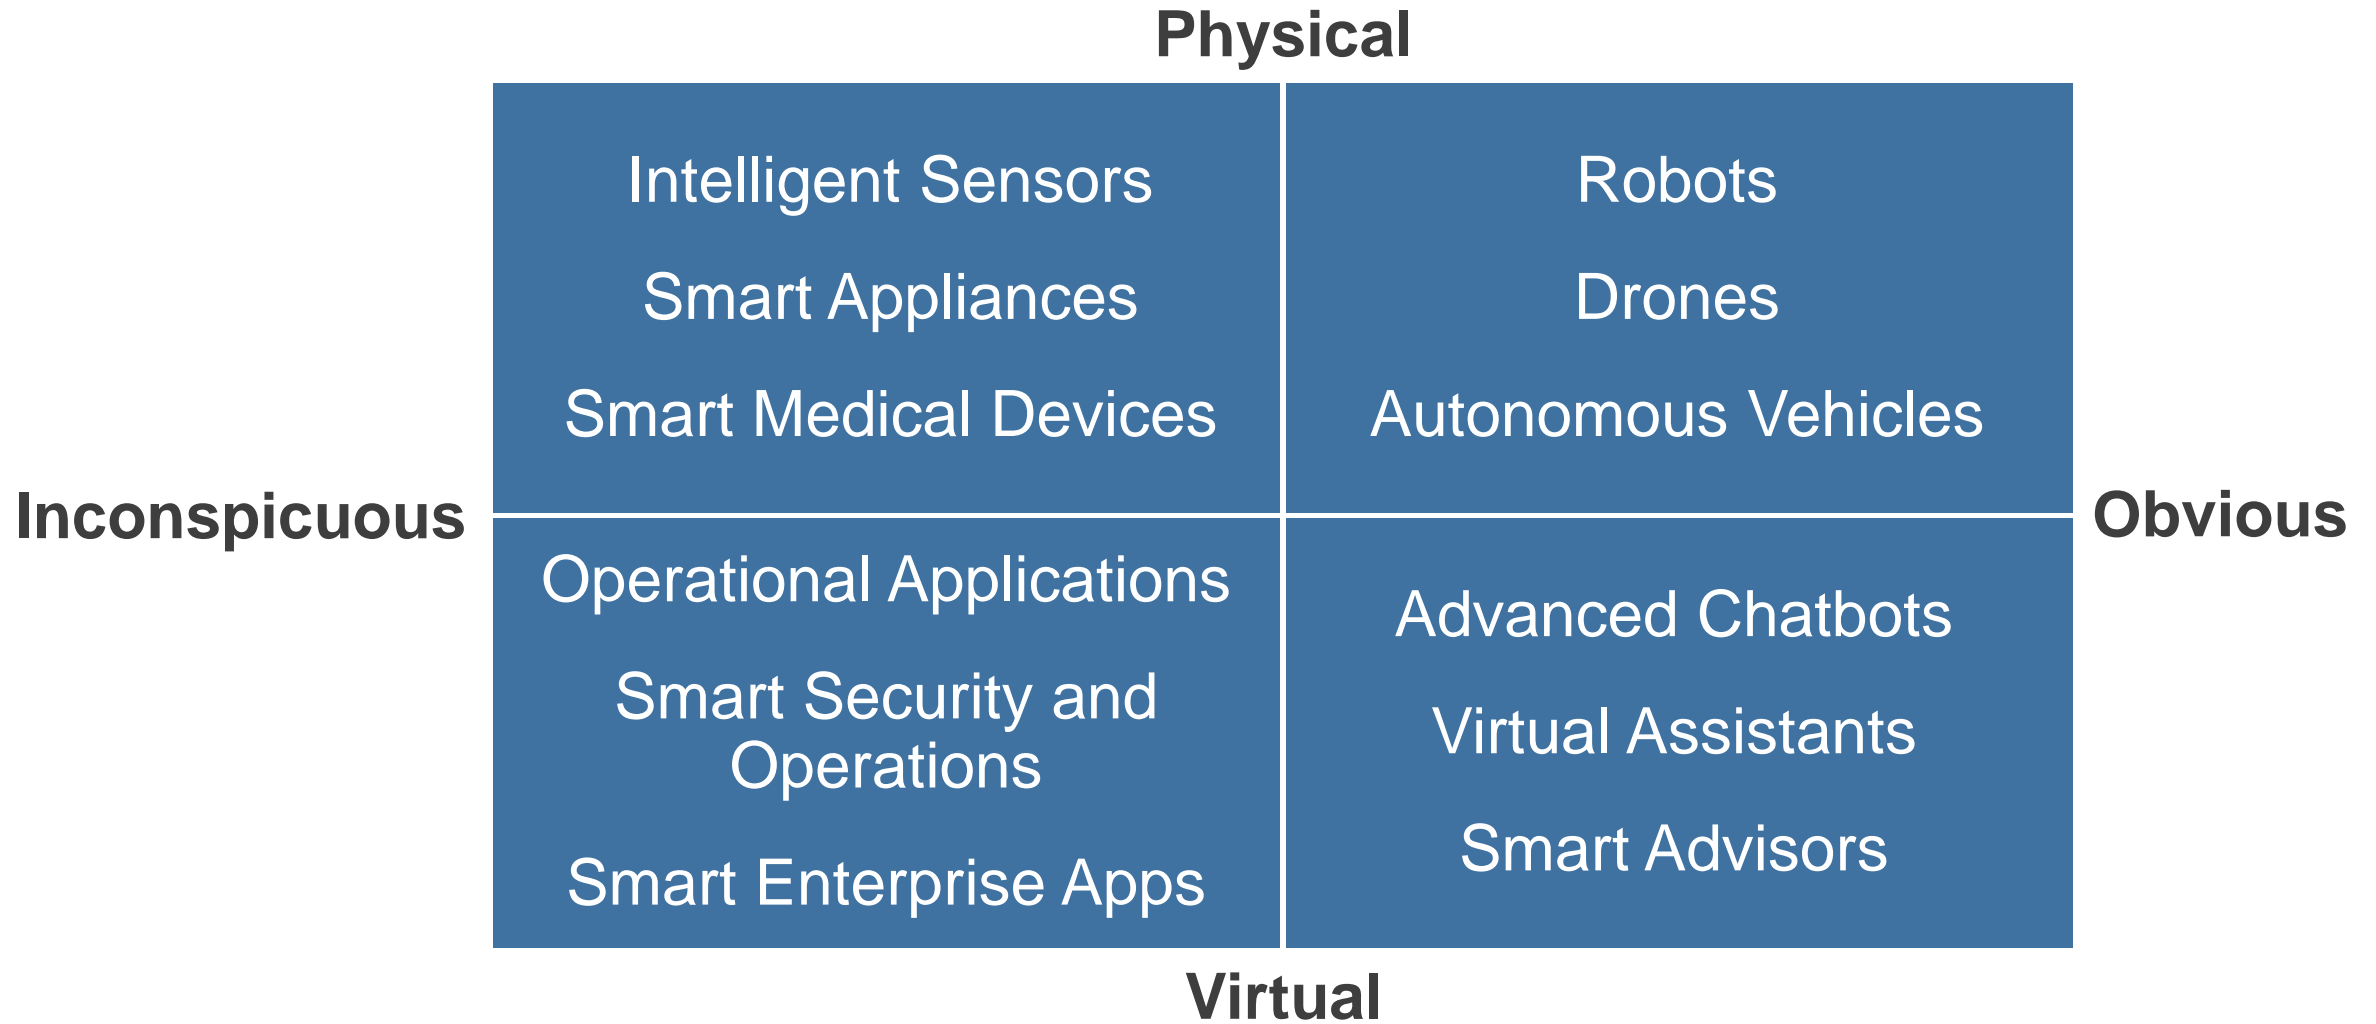 Physical
Intelligent Sensors
Smart Appliances
Smart Medical Devices
Robots
Drones
Autonomous Vehicles
Inconspicuous
Obvious
Operational Applications
Smart Security and
Operations
Smart Enterprise Apps
Advanced Chatbots
Virtual Assistants
Smart Advisors
Virtual